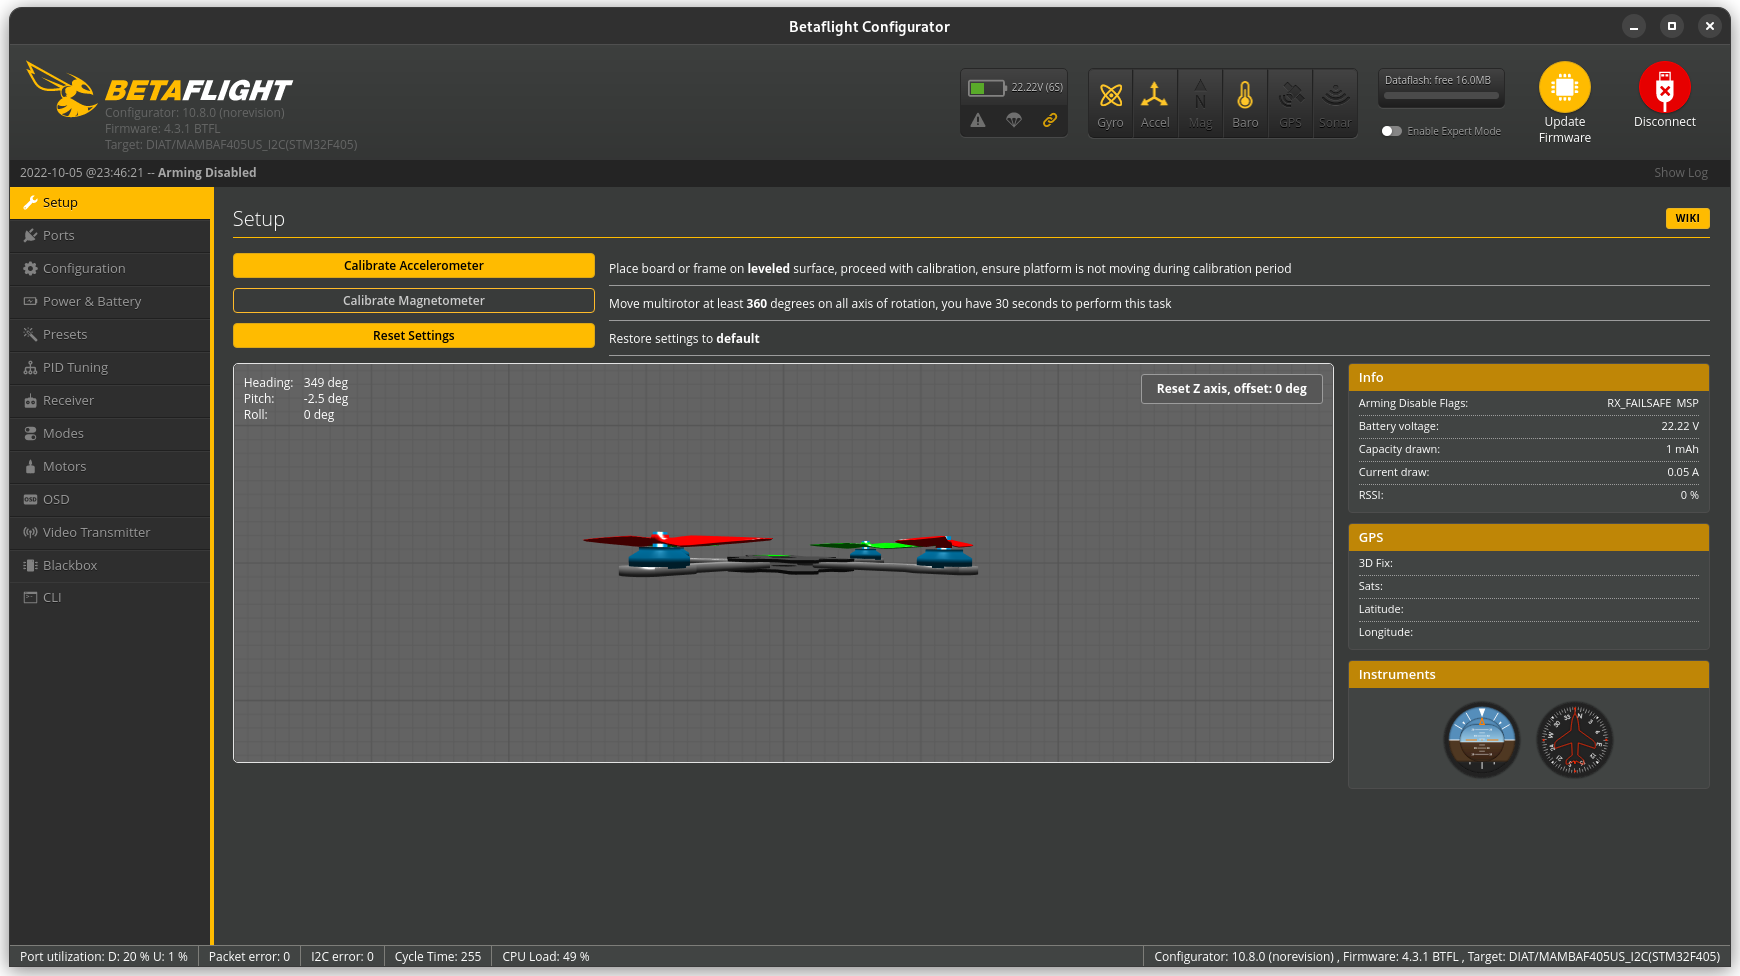 Betaflight Configurator
BETAFLIGHT
Configurator: 10.8.0 (norevision)
Firmware: 4.3.1 BTFL
Target: DIAT/MAMBAF405US_I2C(STM32F405)
22.22V (6S)
Gyro
Accel
Mag
Baro
GPS
Sonar
Dataflash: free 16.0MB
Enable Expert Mode
Update
Firmware
Disconnect
2022-10-05 @23:46:21 -- Arming Disabled
Show Log
Setup
Ports
Configuration
Power & Battery
Presets
PID Tuning
Receiver
Modes
Motors
OSD
Video Transmitter
Blackbox
CLI
Setup
WIKI
Calibrate Accelerometer
Place board or frame on leveled surface, proceed with calibration, ensure platform is not moving during calibration period
Calibrate Magnetometer
Move multirotor at least 360 degrees on all axis of rotation, you have 30 seconds to perform this task
Reset Settings
Restore settings to default
Heading: 349 deg
Pitch: -2.5 deg
Roll: 0 deg
Reset Z axis, offset: 0 deg
Info
Arming Disable Flags: RX_FAILSAFE MSP
Battery voltage: 22.22 V
Capacity drawn: 1 mAh
Current draw: 0.05 A
RSSI: 0 %
GPS
3D Fix:
Sats:
Latitude:
Longitude:
Instruments
Port utilization: D: 20 % U: 1 %
Packet error: 0
I2C error: 0
Cycle Time: 255
CPU Load: 49 %
Configurator: 10.8.0 (norevision) , Firmware: 4.3.1 BTFL , Target: DIAT/MAMBAF405US_I2C(STM32F405)